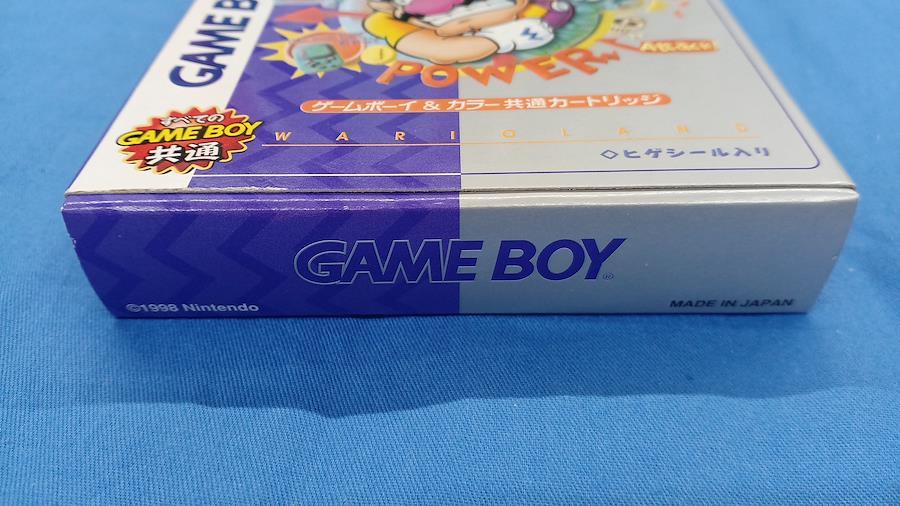 GAME B
POWER!
Attack
ゲームボーイ & カラー 共通カートリッジ
すべての
GAME BOY
共通
WARIOLAND
◇ヒゲシール入り
GAME BOY®
©1998 Nintendo
MADE IN JAPAN